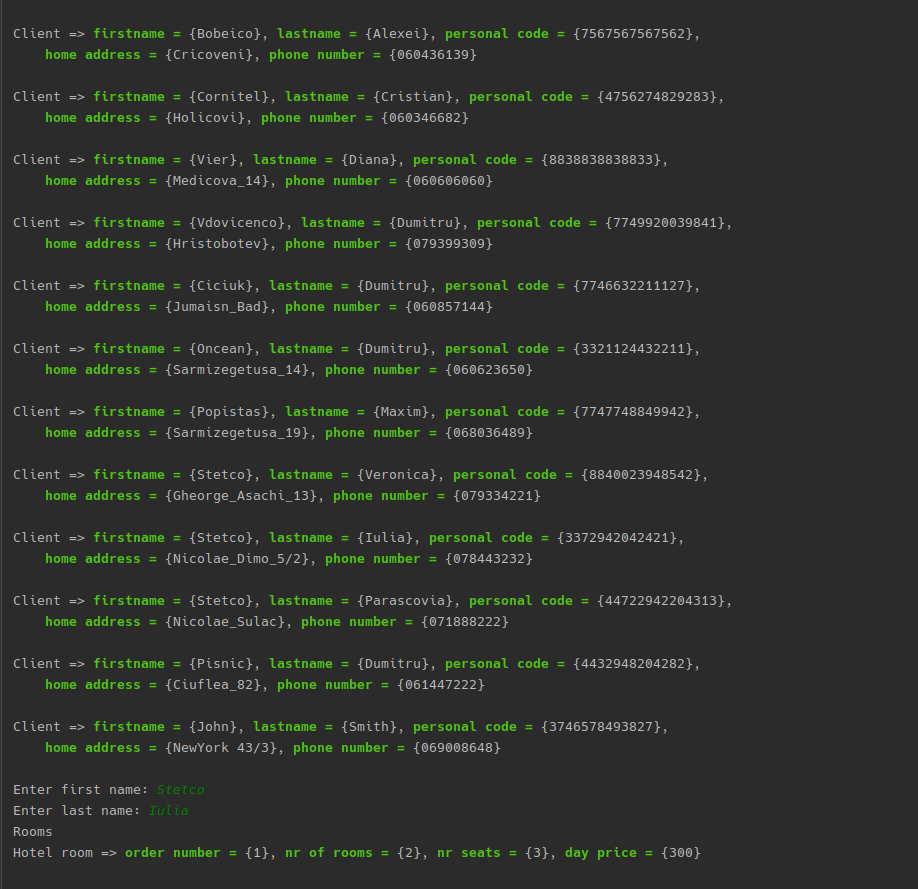 Client => firstname = {Bobeico}, lastname = {Alexei}, personal code = {7567567567562},
home address = {Cricoveni}, phone number = {060436139}
Client => firstname = {Cornitel}, lastname = {Cristian}, personal code = {4756274829283},
home address = {Holicovi}, phone number = {060346682}
Client => firstname = {Vier}, lastname = {Diana}, personal code = {8838838838833},
home address = {Medicova_14}, phone number = {060606060}
Client => firstname = {Vdovicenco}, lastname = {Dumitru}, personal code = {7749920039841},
home address = {Hristobotev}, phone number = {079399309}
Client => firstname = {Ciciuk}, lastname = {Dumitru}, personal code = {7746632211127},
home address = {Jumaisn_Bad}, phone number = {060857144}
Client => firstname = {Oncean}, lastname = {Dumitru}, personal code = {3321124432211},
home address = {Sarmizegetusa_14}, phone number = {060623650}
Client => firstname = {Popistas}, lastname = {Maxim}, personal code = {7747748849942},
home address = {Sarmizegetusa_19}, phone number = {068036489}
Client => firstname = {Stetco}, lastname = {Veronica}, personal code = {8840023948542},
home address = {Gheorge_Asachi_13}, phone number = {079334221}
Client => firstname = {Stetco}, lastname = {Iulia}, personal code = {3372942042421},
home address = {Nicolae_Dimo_5/2}, phone number = {078443232}
Client => firstname = {Stetco}, lastname = {Parascovia}, personal code = {44722942204313},
home address = {Nicolae_Sulac}, phone number = {071888222}
Client => firstname = {Pisnic}, lastname = {Dumitru}, personal code = {4432948204282},
home address = {Ciuflea_82}, phone number = {061447222}
Client => firstname = {John}, lastname = {Smith}, personal code = {3746578493827},
home address = {NewYork 43/3}, phone number = {069008648}
Enter first name: Stetco
Enter last name: Iulia
Rooms
Hotel room => order number = {1}, nr of rooms = {2}, nr seats = {3}, day price = {300}